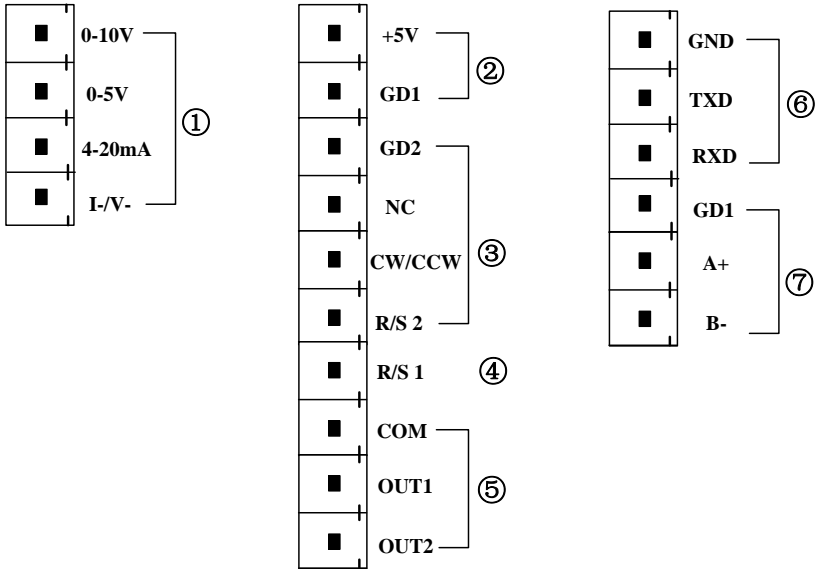 0-10V
0-5V
4-20mA
I-/V-
①
+5V
GD1
②
GD2
NC
CW/CCW
R/S 2
③
R/S 1
④
COM
OUT1
OUT2
⑤
GND
TXD
RXD
⑥
GD1
A+
B-
⑦